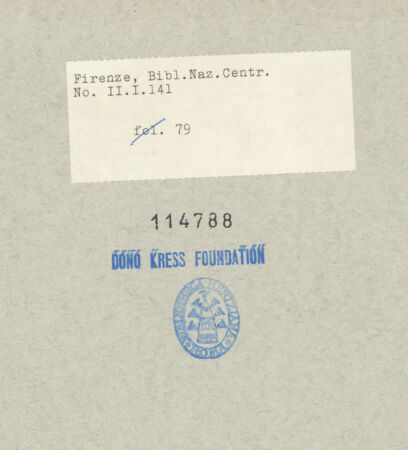 Firenze, Bibl.Naz.Centr.
No. II.I.141
fol. 79
114788
DONO KRESS FOUNDATION